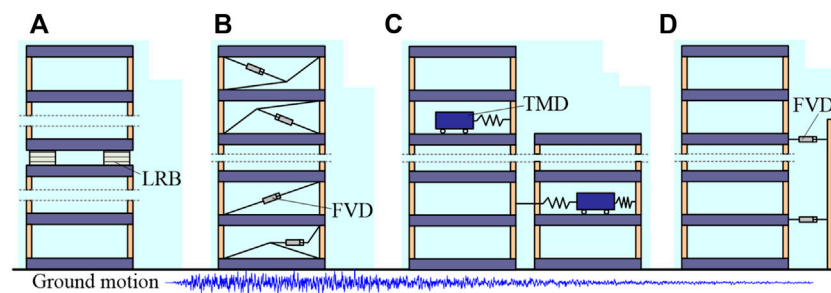 A
B
C
D
TMD
FVD
LRB
FVD
Ground motion